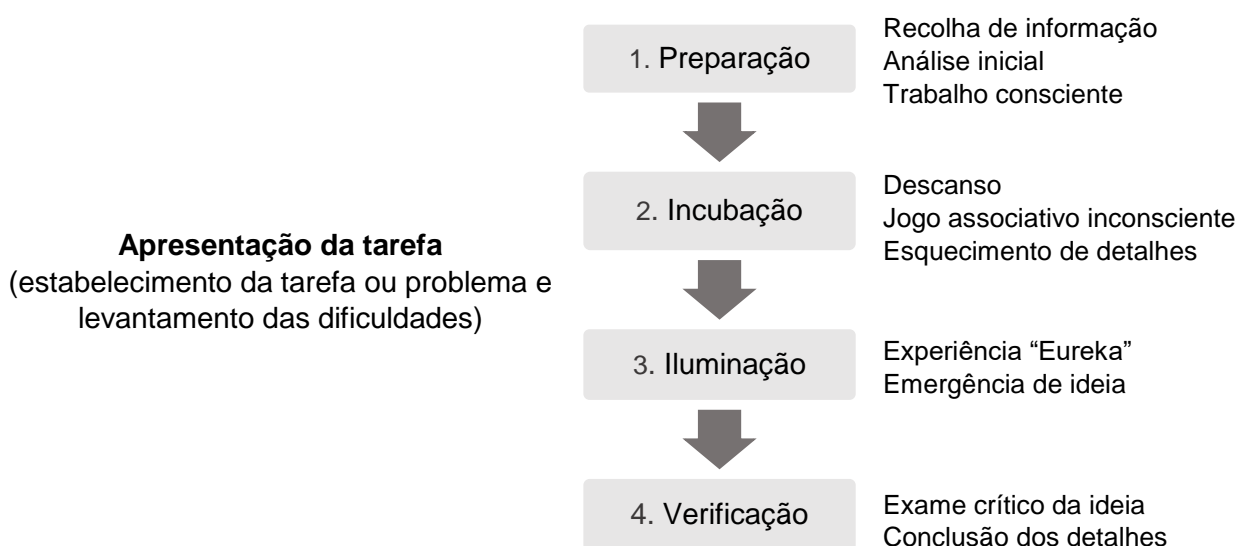 Apresentação da tarefa
(estabelecimento da tarefa ou problema e
levantamento das dificuldades)
1. Preparação
Recolha de informação
Análise inicial
Trabalho consciente
2. Incubação
Descanso
Jogo associativo inconsciente
Esquecimento de detalhes
3. Iluminação
Experiência “Eureka”
Emergência de ideia
4. Verificação
Exame crítico da ideia
Conclusão dos detalhes